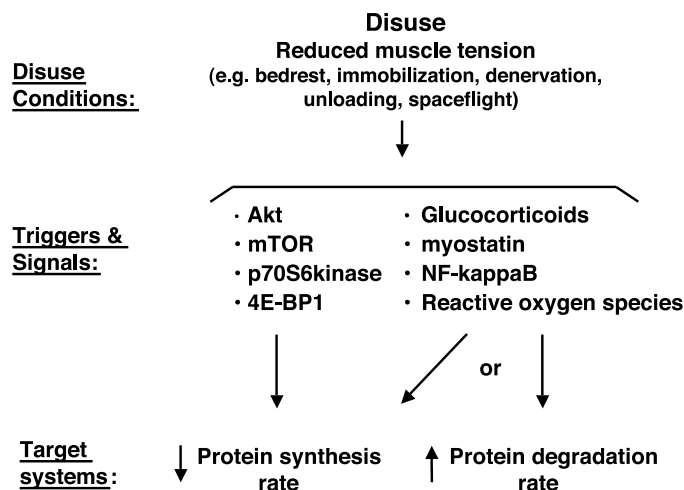 Disuse
Reduced muscle tension
(e.g. bedrest, immobilization, denervation,
unloading, spaceflight)
Disuse
Conditions:
Triggers &
Signals:
· Akt
· mTOR
· p70S6kinase
· 4E-BP1
· Glucocorticoids
· myostatin
· NF-kappaB
· Reactive oxygen species
or
Target
systems:
↓ Protein synthesis
rate
↑ Protein degradation
rate